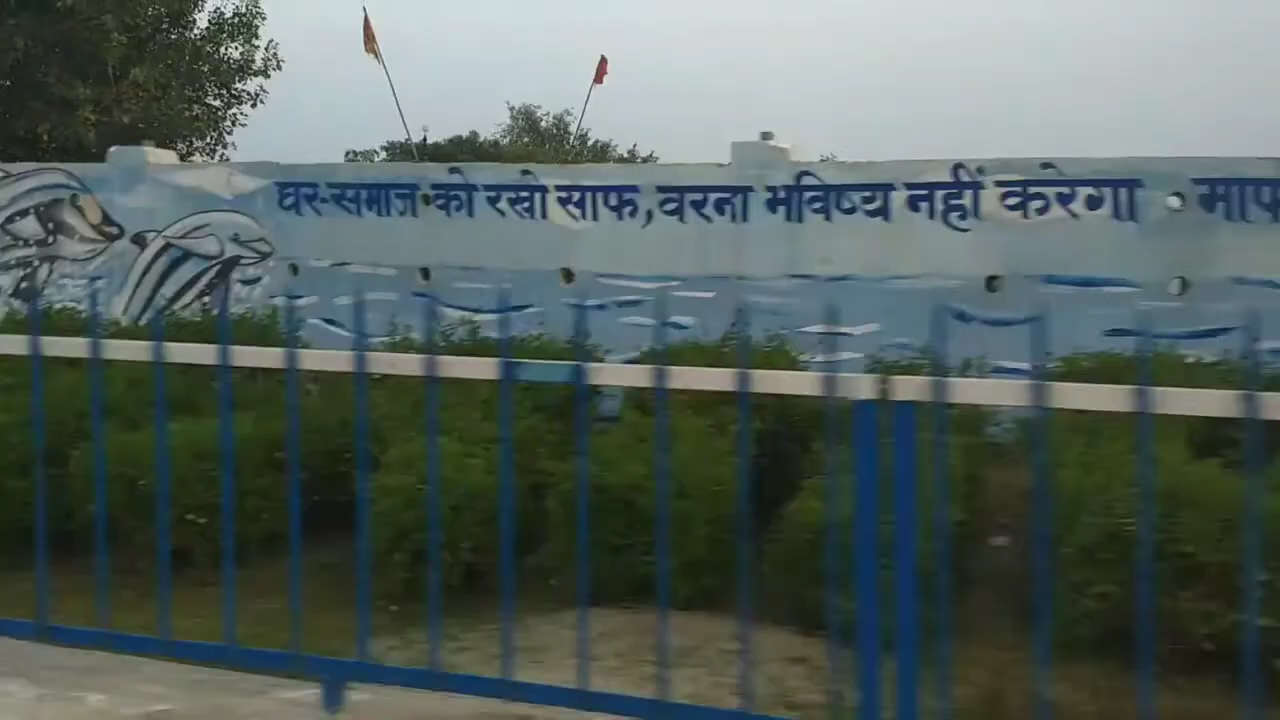 घर-समाज को रखो साफ, वरना भविष्य नहीं करेगा माफ